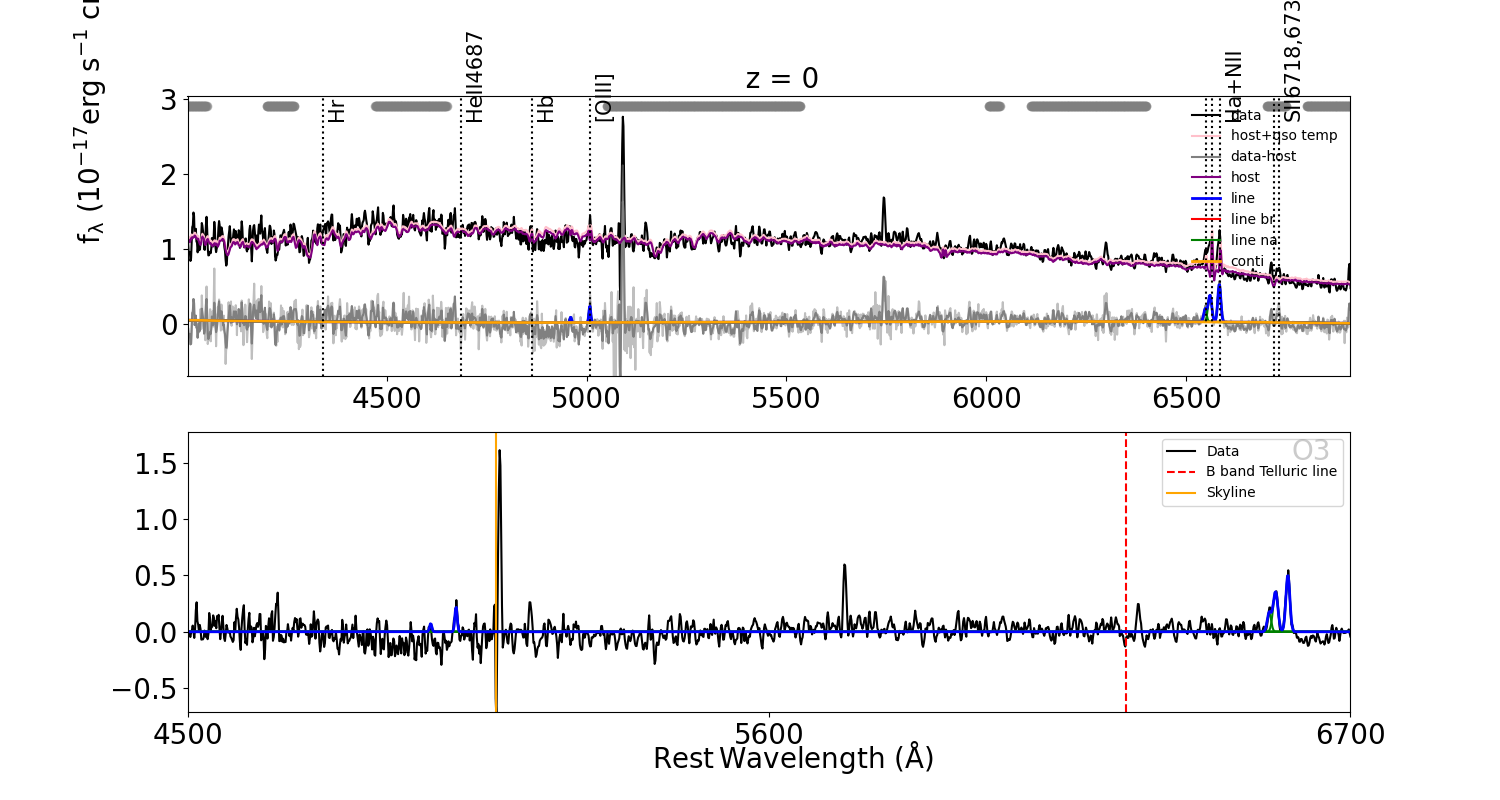 z = 0
f_λ (10^−17 erg s^−1 c
Hr
HeII4687
Hb
[OIII]
Ha+NII
SII6718,673
data
host+qso temp
data-host
host
line
line br
line na
conti
3
2
1
0
4500
5000
5500
6000
6500
O3
Data
B band Telluric line
Skyline
1.5
1.0
0.5
0.0
−0.5
4500
5600
6700
Rest Wavelength (Å)